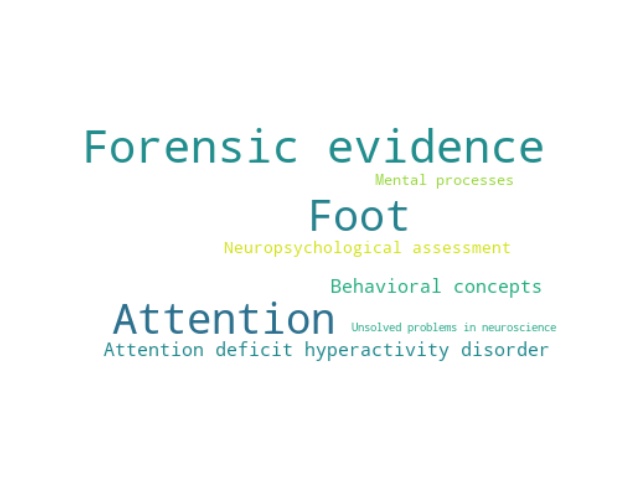 Forensic evidence
Mental processes
Foot
Neuropsychological assessment
Behavioral concepts
Attention
Unsolved problems in neuroscience
Attention deficit hyperactivity disorder